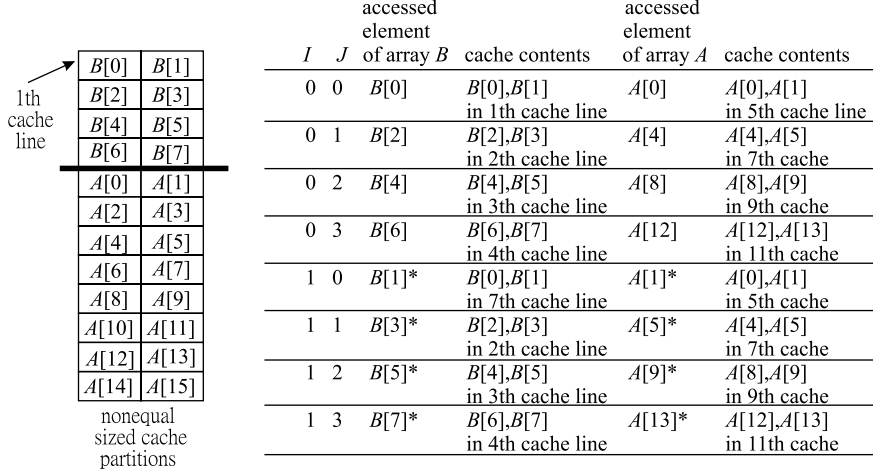 B[0] B[1]
B[2] B[3]
B[4] B[5]
B[6] B[7]
A[0] A[1]
A[2] A[3]
A[4] A[5]
A[6] A[7]
A[8] A[9]
A[10] A[11]
A[12] A[13]
A[14] A[15]
1th
cache
line
nonequal
sized cache
partitions
accessed accessed
element element
I J of array B cache contents of array A cache contents
0 0 B[0] B[0],B[1] A[0] A[0],A[1]
in 1th cache line in 5th cache line
0 1 B[2] B[2],B[3] A[4] A[4],A[5]
in 2th cache line in 7th cache
0 2 B[4] B[4],B[5] A[8] A[8],A[9]
in 3th cache line in 9th cache
0 3 B[6] B[6],B[7] A[12] A[12],A[13]
in 4th cache line in 11th cache
1 0 B[1]* B[0],B[1] A[1]* A[0],A[1]
in 7th cache line in 5th cache
1 1 B[3]* B[2],B[3] A[5]* A[4],A[5]
in 2th cache line in 7th cache
1 2 B[5]* B[4],B[5] A[9]* A[8],A[9]
in 3th cache line in 9th cache
1 3 B[7]* B[6],B[7] A[13]* A[12],A[13]
in 4th cache line in 11th cache